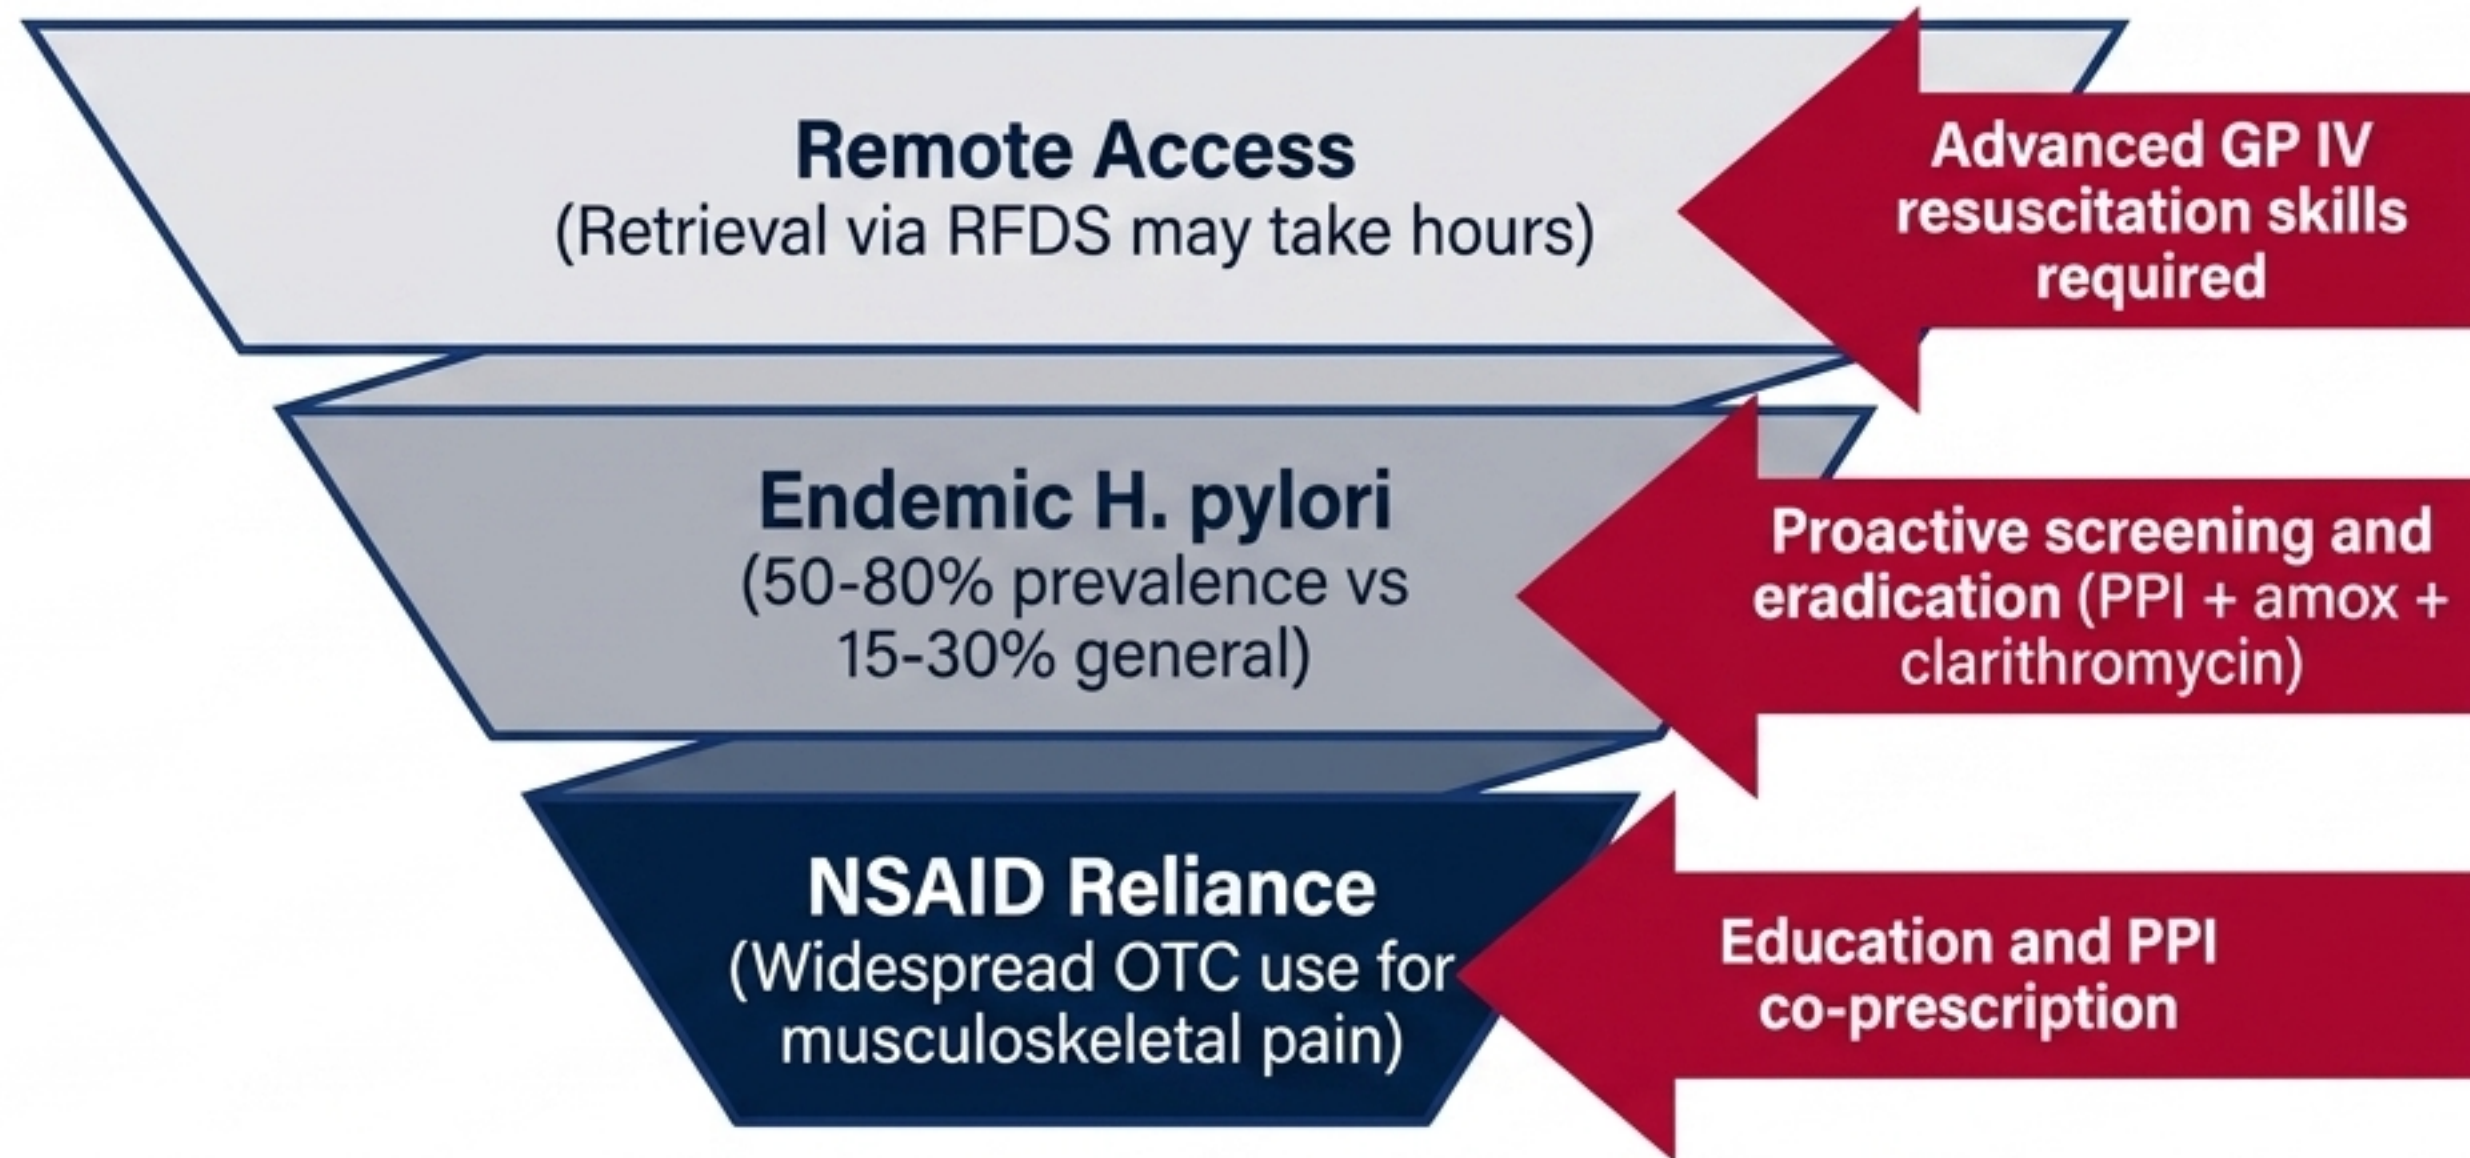 Remote Access
(Retrieval via RFDS may take hours)
Advanced GP IV
resuscitation skills
required
Endemic H. pylori
(50-80% prevalence vs
15-30% general)
Proactive screening and
eradication (PPI + amox +
clarithromycin)
NSAID Reliance
(Widespread OTC use for
musculoskeletal pain)
Education and PPI
co-prescription